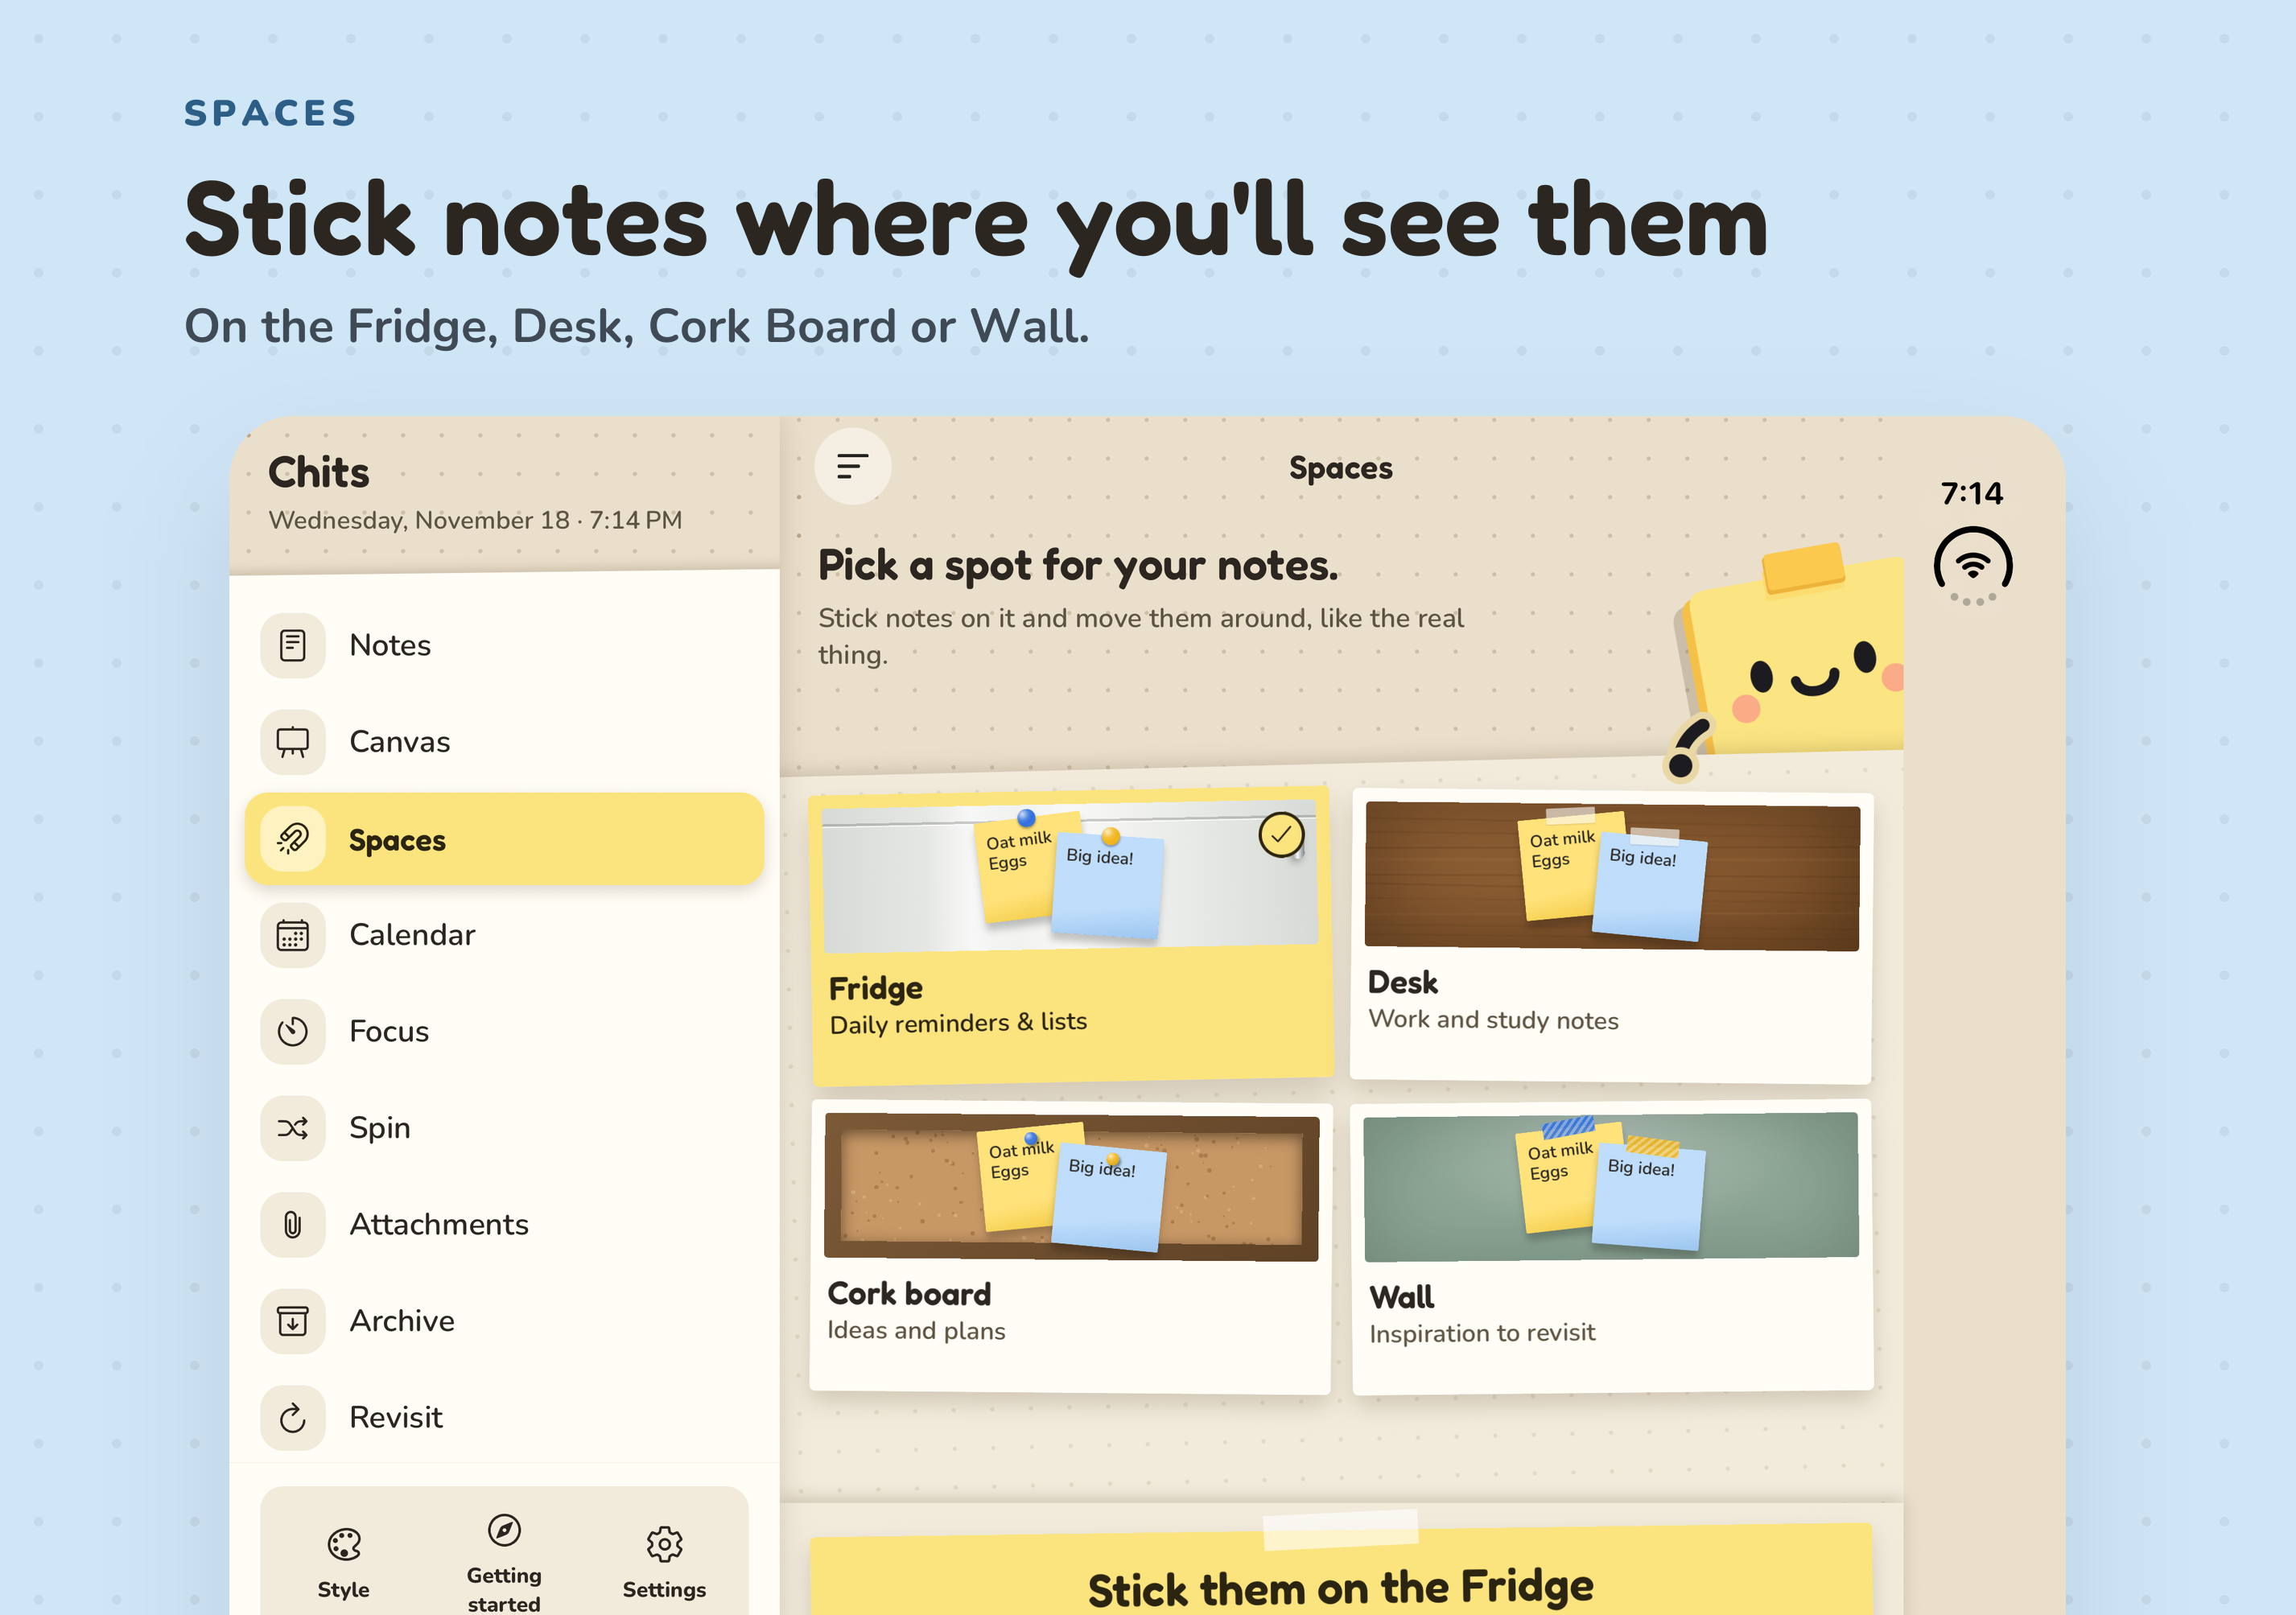 SPACES
Stick notes where you'll see them
On the Fridge, Desk, Cork Board or Wall.
Chits
Wednesday, November 18 · 7:14 PM
Notes
Canvas
Spaces
Calendar
Focus
Spin
Attachments
Archive
Revisit
Style
Getting
started
Settings
Spaces
7:14
Pick a spot for your notes.
Stick notes on it and move them around, like the real
thing.
Oat milk
Eggs
Big idea!
Fridge
Daily reminders & lists
Oat milk
Eggs
Big idea!
Desk
Work and study notes
Oat milk
Eggs
Big idea!
Cork board
Ideas and plans
Oat milk
Eggs
Big idea!
Wall
Inspiration to revisit
Stick them on the Fridge